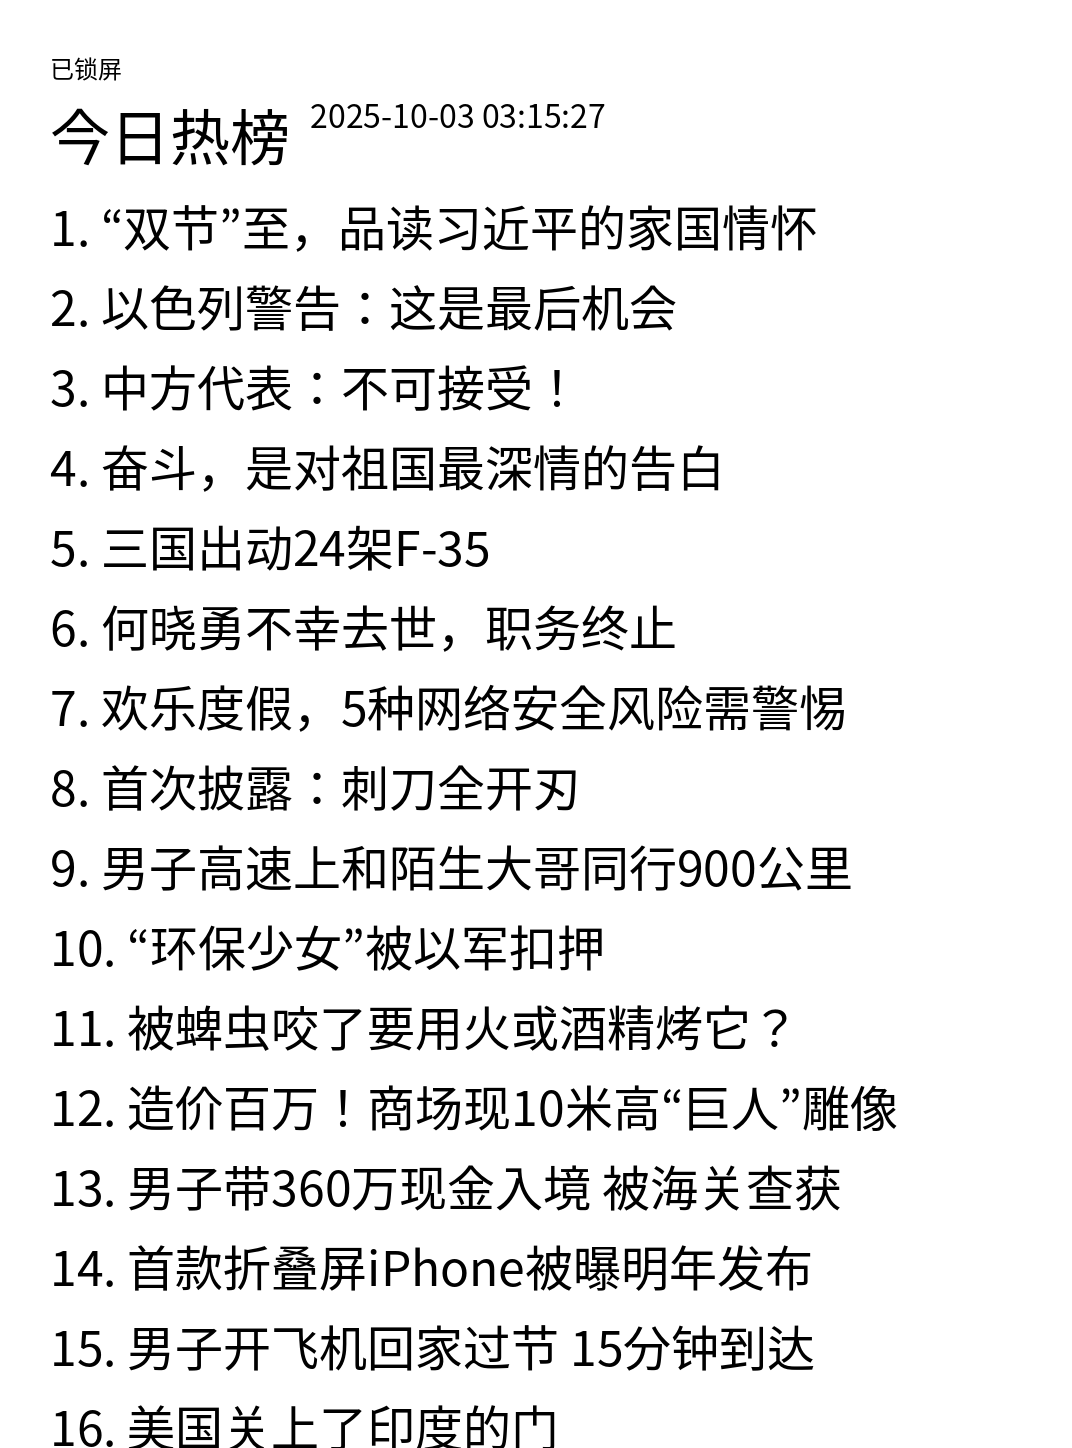 已锁屏
今日热榜 2025-10-03 03:15:27
1. “双节”至，品读习近平的家国情怀
2. 以色列警告：这是最后机会
3. 中方代表：不可接受！
4. 奋斗，是对祖国最深情的告白
5. 三国出动24架F-35
6. 何晓勇不幸去世，职务终止
7. 欢乐度假，5种网络安全风险需警惕
8. 首次披露：刺刀全开刃
9. 男子高速上和陌生大哥同行900公里
10. “环保少女”被以军扣押
11. 被蜱虫咬了要用火或酒精烤它？
12. 造价百万！商场现10米高“巨人”雕像
13. 男子带360万现金入境 被海关查获
14. 首款折叠屏iPhone被曝明年发布
15. 男子开飞机回家过节 15分钟到达
16. 美国关上了印度的门